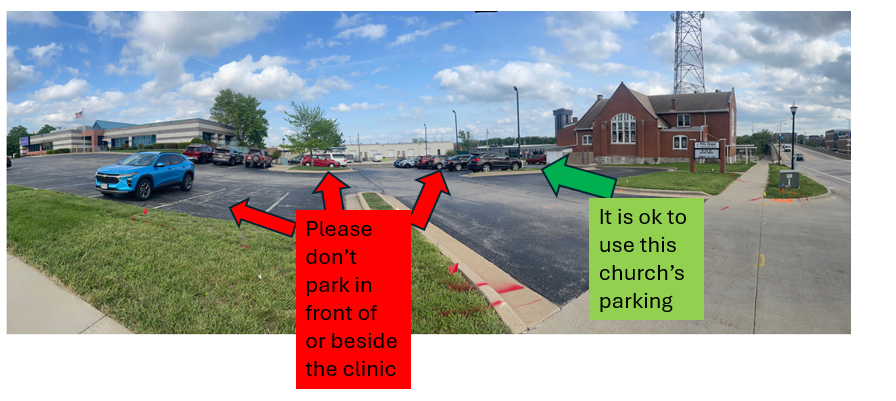 Please
don't
park in
front of
or beside
the clinic
It is ok to
use this
church's
parking